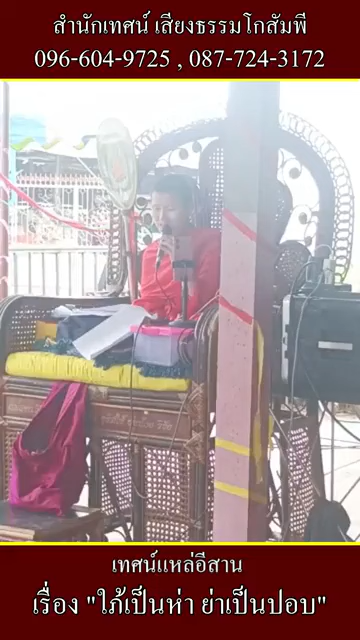 สำนักเทศน์ เสียงธรรมโกสัมพี
096-604-9725 , 087-724-3172
เทศน์แหล่อีสาน
เรื่อง "ใภ้เป็นห่า ย่าเป็นปอบ"